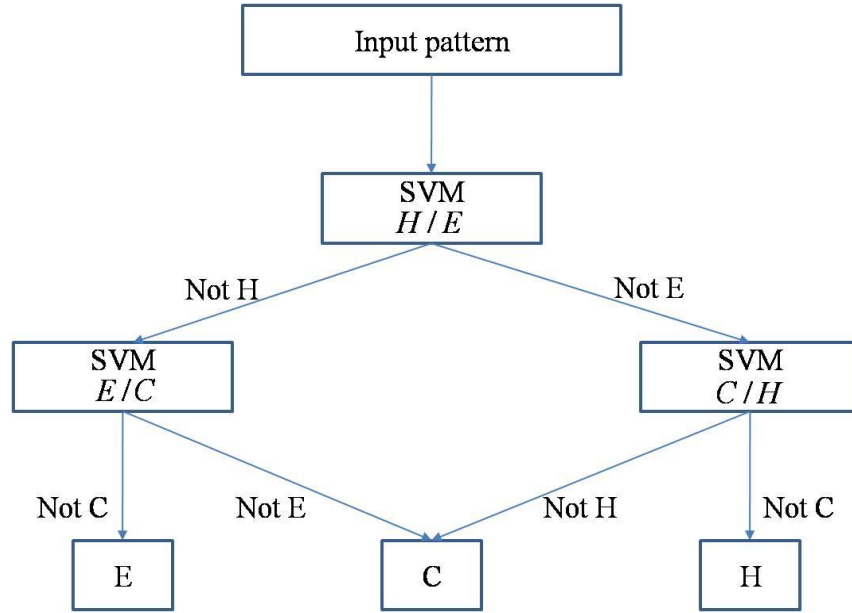 Input pattern
SVM
H / E
Not H
Not E
SVM
E / C
SVM
C / H
Not C
Not E
Not H
Not C
E
C
H